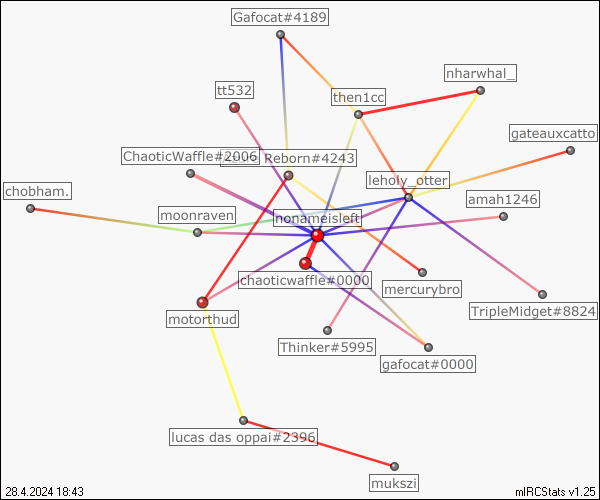 Gafocat#4189
nharwhal_
tt532
then1cc
gateauxcatto
ChaoticWaffle#2006
Reborn#4243
leholy_otter
chobham.
amah1246
moonraven
nonameisleft
chaoticwaffle#0000
mercurybro
TripleMidget#8824
motorthud
Thinker#5995
gafocat#0000
lucas das oppai#2396
mukszi
28.4.2024 18:43
mIRCStats v1.25